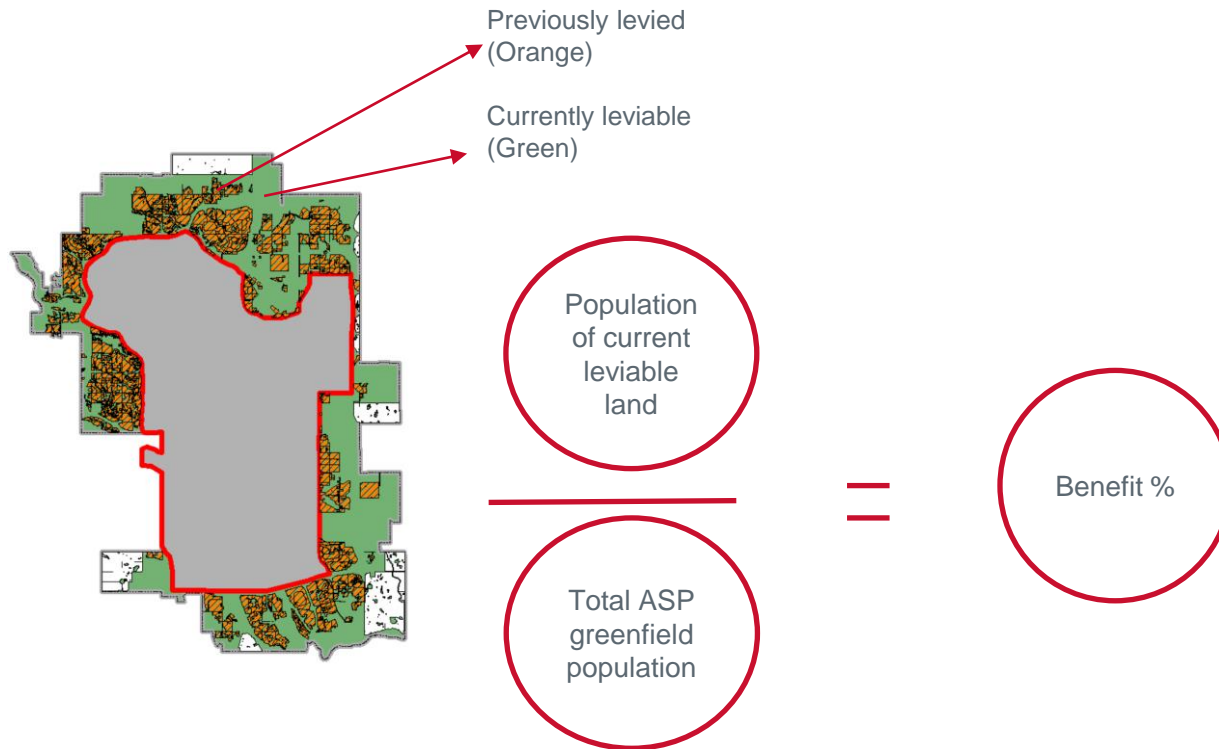 Previously levied
(Orange)
Currently leviable
(Green)
Population
of current
leviable
land
Total ASP
greenfield
population
=
Benefit %